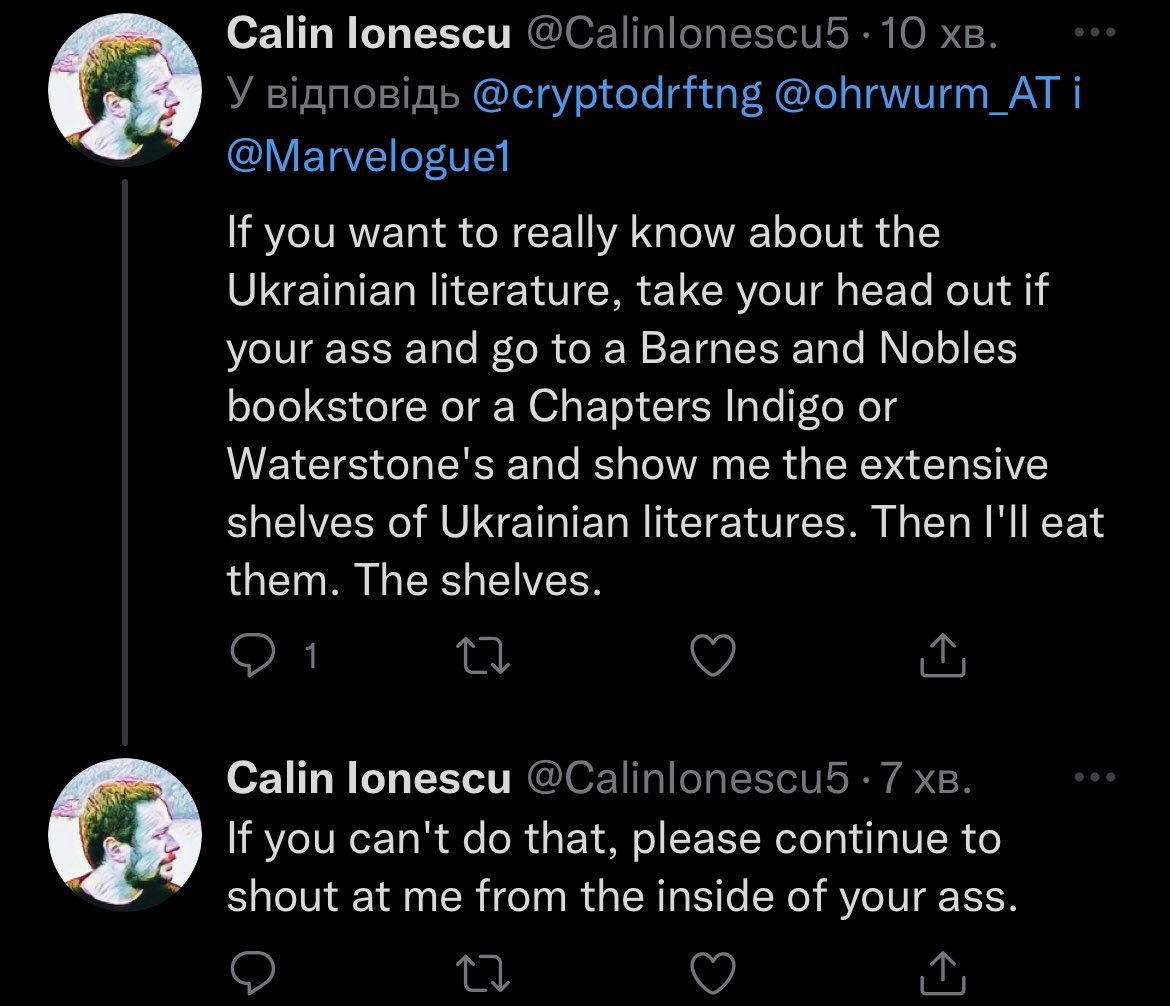 Calin Ionescu @CalinIonescu5 · 10 хв.
У відповідь @cryptodrftng @ohrwurm_AT і
@Marvelogue1
If you want to really know about the
Ukrainian literature, take your head out if
your ass and go to a Barnes and Nobles
bookstore or a Chapters Indigo or
Waterstone's and show me the extensive
shelves of Ukrainian literatures. Then I'll eat
them. The shelves.
1
Calin Ionescu @CalinIonescu5 · 7 хв.
If you can't do that, please continue to
shout at me from the inside of your ass.